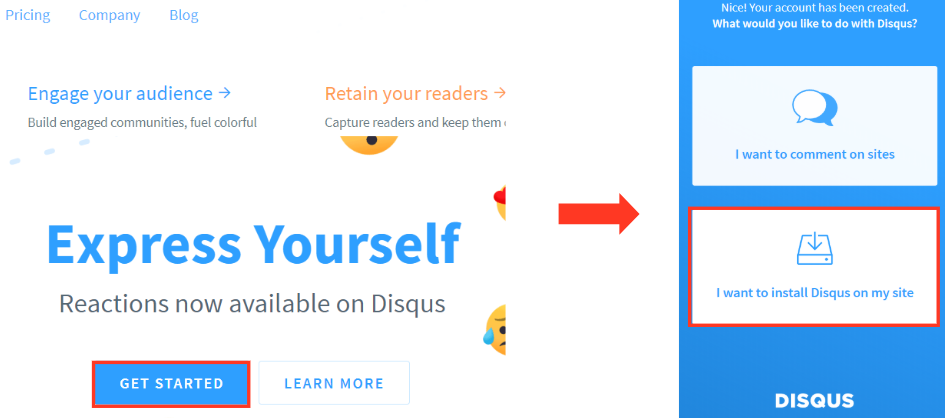 Pricing Company Blog
Engage your audience →
Build engaged communities, fuel colorful
Retain your readers →
Capture readers and keep them
Express Yourself
Reactions now available on Disqus
GET STARTED
LEARN MORE
Nice! Your account has been created.
What would you like to do with Disqus?
I want to comment on sites
I want to install Disqus on my site
DISQUS